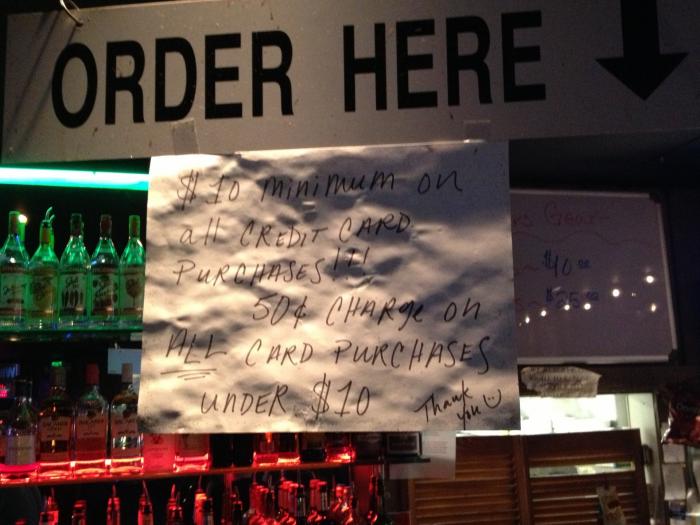 ORDER HERE
$10 minimum on
all CREDIT CARD
PURCHASES!!!
50¢ CHARGE ON
ALL CARD PURCHASES
UNDER $10
Thank
you
$40